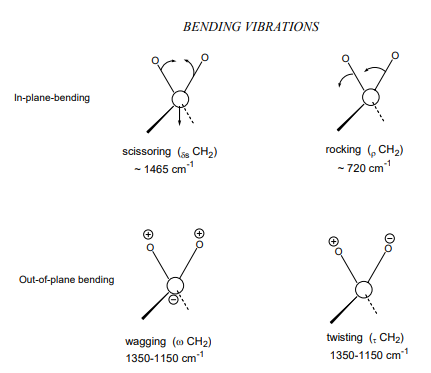 BENDING VIBRATIONS
O O
O O
In-plane-bending
scissoring (δs CH2)
~ 1465 cm-1
rocking (ρ CH2)
~ 720 cm-1
⊕ ⊕
O O
⊕ ⊖
O O
Out-of-plane bending
⊖
wagging (ω CH2)
1350-1150 cm-1
twisting (τ CH2)
1350-1150 cm-1